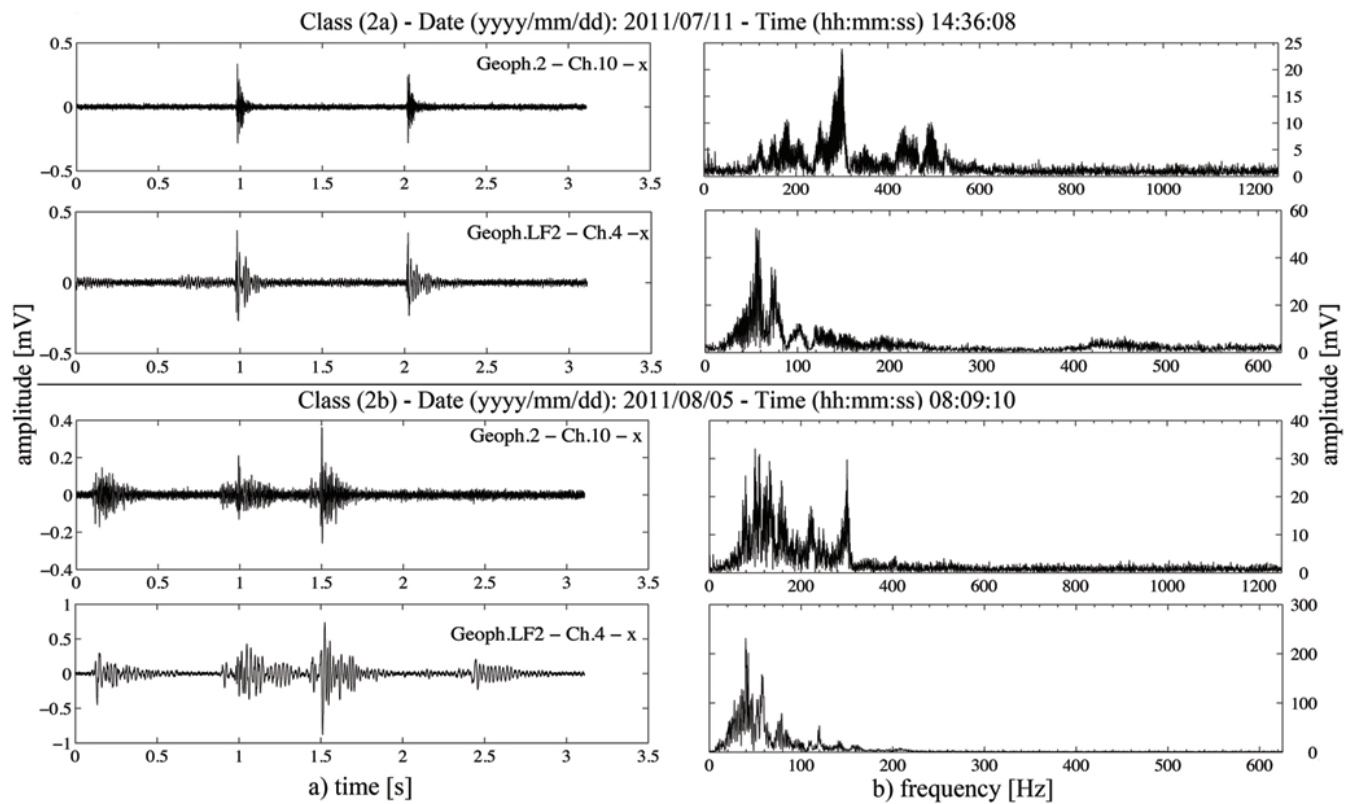 Class (2a) - Date (yyyy/mm/dd): 2011/07/11 - Time (hh:mm:ss) 14:36:08
0.5
0
−0.5
Geoph.2 − Ch.10 − x
0 0.5 1 1.5 2 2.5 3 3.5
25
20
15
10
5
0
0 200 400 600 800 1000 1200
0.5
0
−0.5
Geoph.LF2 − Ch.4 −x
0 0.5 1 1.5 2 2.5 3 3.5
60
40
20
0
0 100 200 300 400 500 600
amplitude [mV]
amplitude [mV]
Class (2b) - Date (yyyy/mm/dd): 2011/08/05 - Time (hh:mm:ss) 08:09:10
0.4
0.2
0
−0.2
−0.4
Geoph.2 − Ch.10 − x
0 0.5 1 1.5 2 2.5 3 3.5
40
30
20
10
0
0 200 400 600 800 1000 1200
1
0.5
0
−0.5
−1
Geoph.LF2 − Ch.4 − x
0 0.5 1 1.5 2 2.5 3 3.5
300
200
100
0
0 100 200 300 400 500 600
a) time [s]
b) frequency [Hz]